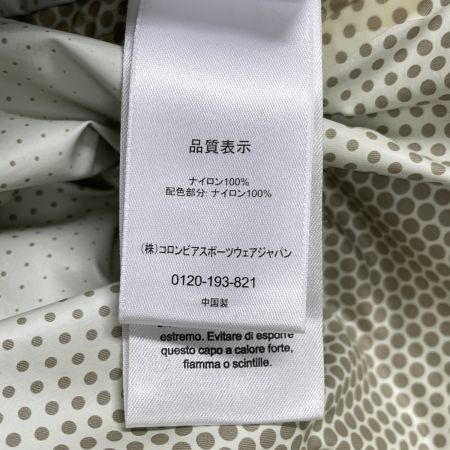 品質表示
ナイロン100%
配色部分: ナイロン100%
(株)コロンビアスポーツウェアジャパン
0120-193-821
中国製
estremo. Evitare di esporre
questo capo a calore forte,
fiamma o scintille.